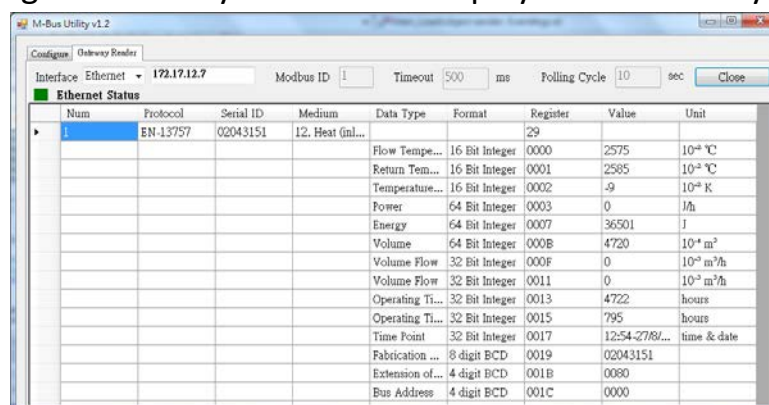 M-Bus Utility v1.2
Configure Gateway Reader
Interface Ethernet 172.17.12.7 Modbus ID 1 Timeout 500 ms Polling Cycle 10 sec Close
Ethernet Status
Num Protocol Serial ID Medium Data Type Format Register Value Unit
1 EN-13757 02043151 12. Heat (inl... 29
Flow Tempe... 16 Bit Integer 0000 2575 10⁻² ℃
Return Tem... 16 Bit Integer 0001 2585 10⁻² ℃
Temperature... 16 Bit Integer 0002 -9 10⁻² K
Power 64 Bit Integer 0003 0 J/h
Energy 64 Bit Integer 0007 36501 J
Volume 64 Bit Integer 000B 4720 10⁻⁴ m³
Volume Flow 32 Bit Integer 000F 0 10⁻³ m³/h
Volume Flow 32 Bit Integer 0011 0 10⁻³ m³/h
Operating Ti... 32 Bit Integer 0013 4722 hours
Operating Ti... 32 Bit Integer 0015 795 hours
Time Point 32 Bit Integer 0017 12:54-27/8/... time & date
Fabrication ... 8 digit BCD 0019 02043151
Extension of... 4 digit BCD 001B 0080
Bus Address 4 digit BCD 001C 0000